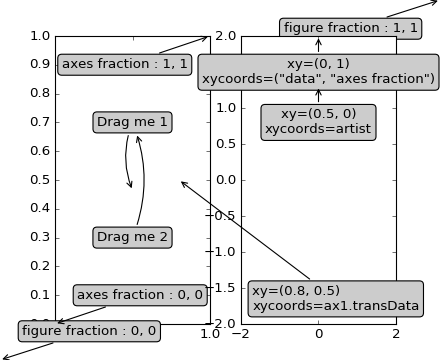 figure fraction : 1, 1
1.0
0.9
0.7
0.6
0.5
0.4
0.3
0.2
0.1
axes fraction : 1, 1
Drag me 1
Drag me 2
axes fraction : 0, 0
figure fraction : 0, 0
1.0
2.0
xy=(0, 1)
xycoords=("data", "axes fraction")
1.0
xy=(0.5, 0)
xycoords=artist
0.5
0.0
−0.5
−1.0
−1.5
−2.0
xy=(0.8, 0.5)
xycoords=ax1.transData
−2
0
2